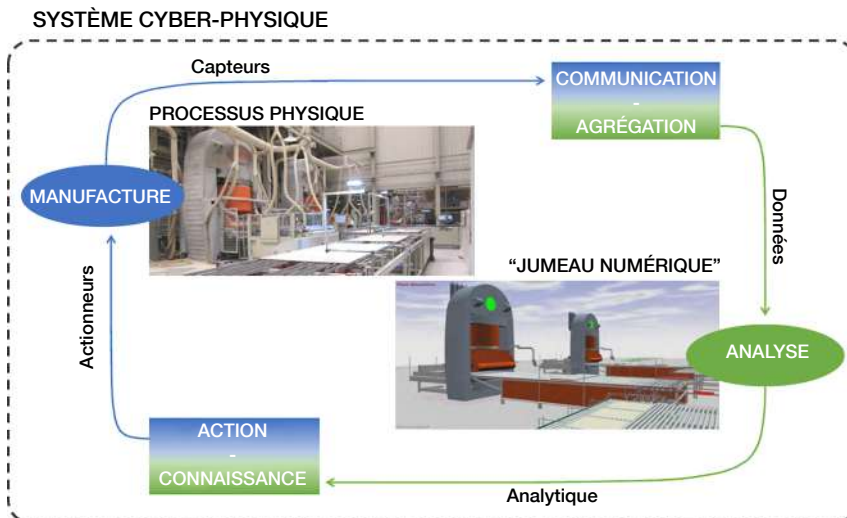 SYSTÈME CYBER-PHYSIQUE
Capteurs
COMMUNICATION
-
AGRÉGATION
PROCESSUS PHYSIQUE
MANUFACTURE
Données
“JUMEAU NUMÉRIQUE”
Actionneurs
ANALYSE
ACTION
-
CONNAISSANCE
Analytique